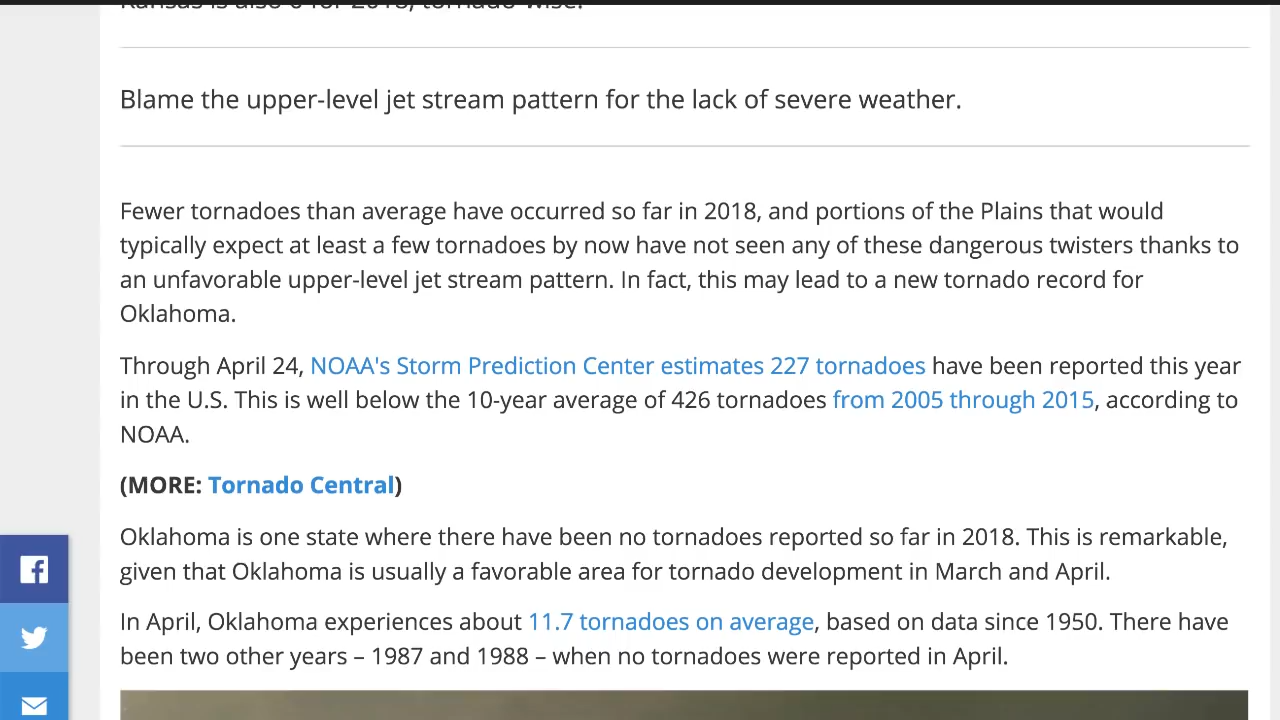 Kansas is also 0 for 2018, tornado-wise.
Blame the upper-level jet stream pattern for the lack of severe weather.
Fewer tornadoes than average have occurred so far in 2018, and portions of the Plains that would
typically expect at least a few tornadoes by now have not seen any of these dangerous twisters thanks to
an unfavorable upper-level jet stream pattern. In fact, this may lead to a new tornado record for
Oklahoma.
Through April 24, NOAA's Storm Prediction Center estimates 227 tornadoes have been reported this year
in the U.S. This is well below the 10-year average of 426 tornadoes from 2005 through 2015, according to
NOAA.
(MORE: Tornado Central)
Oklahoma is one state where there have been no tornadoes reported so far in 2018. This is remarkable,
given that Oklahoma is usually a favorable area for tornado development in March and April.
In April, Oklahoma experiences about 11.7 tornadoes on average, based on data since 1950. There have
been two other years – 1987 and 1988 – when no tornadoes were reported in April.